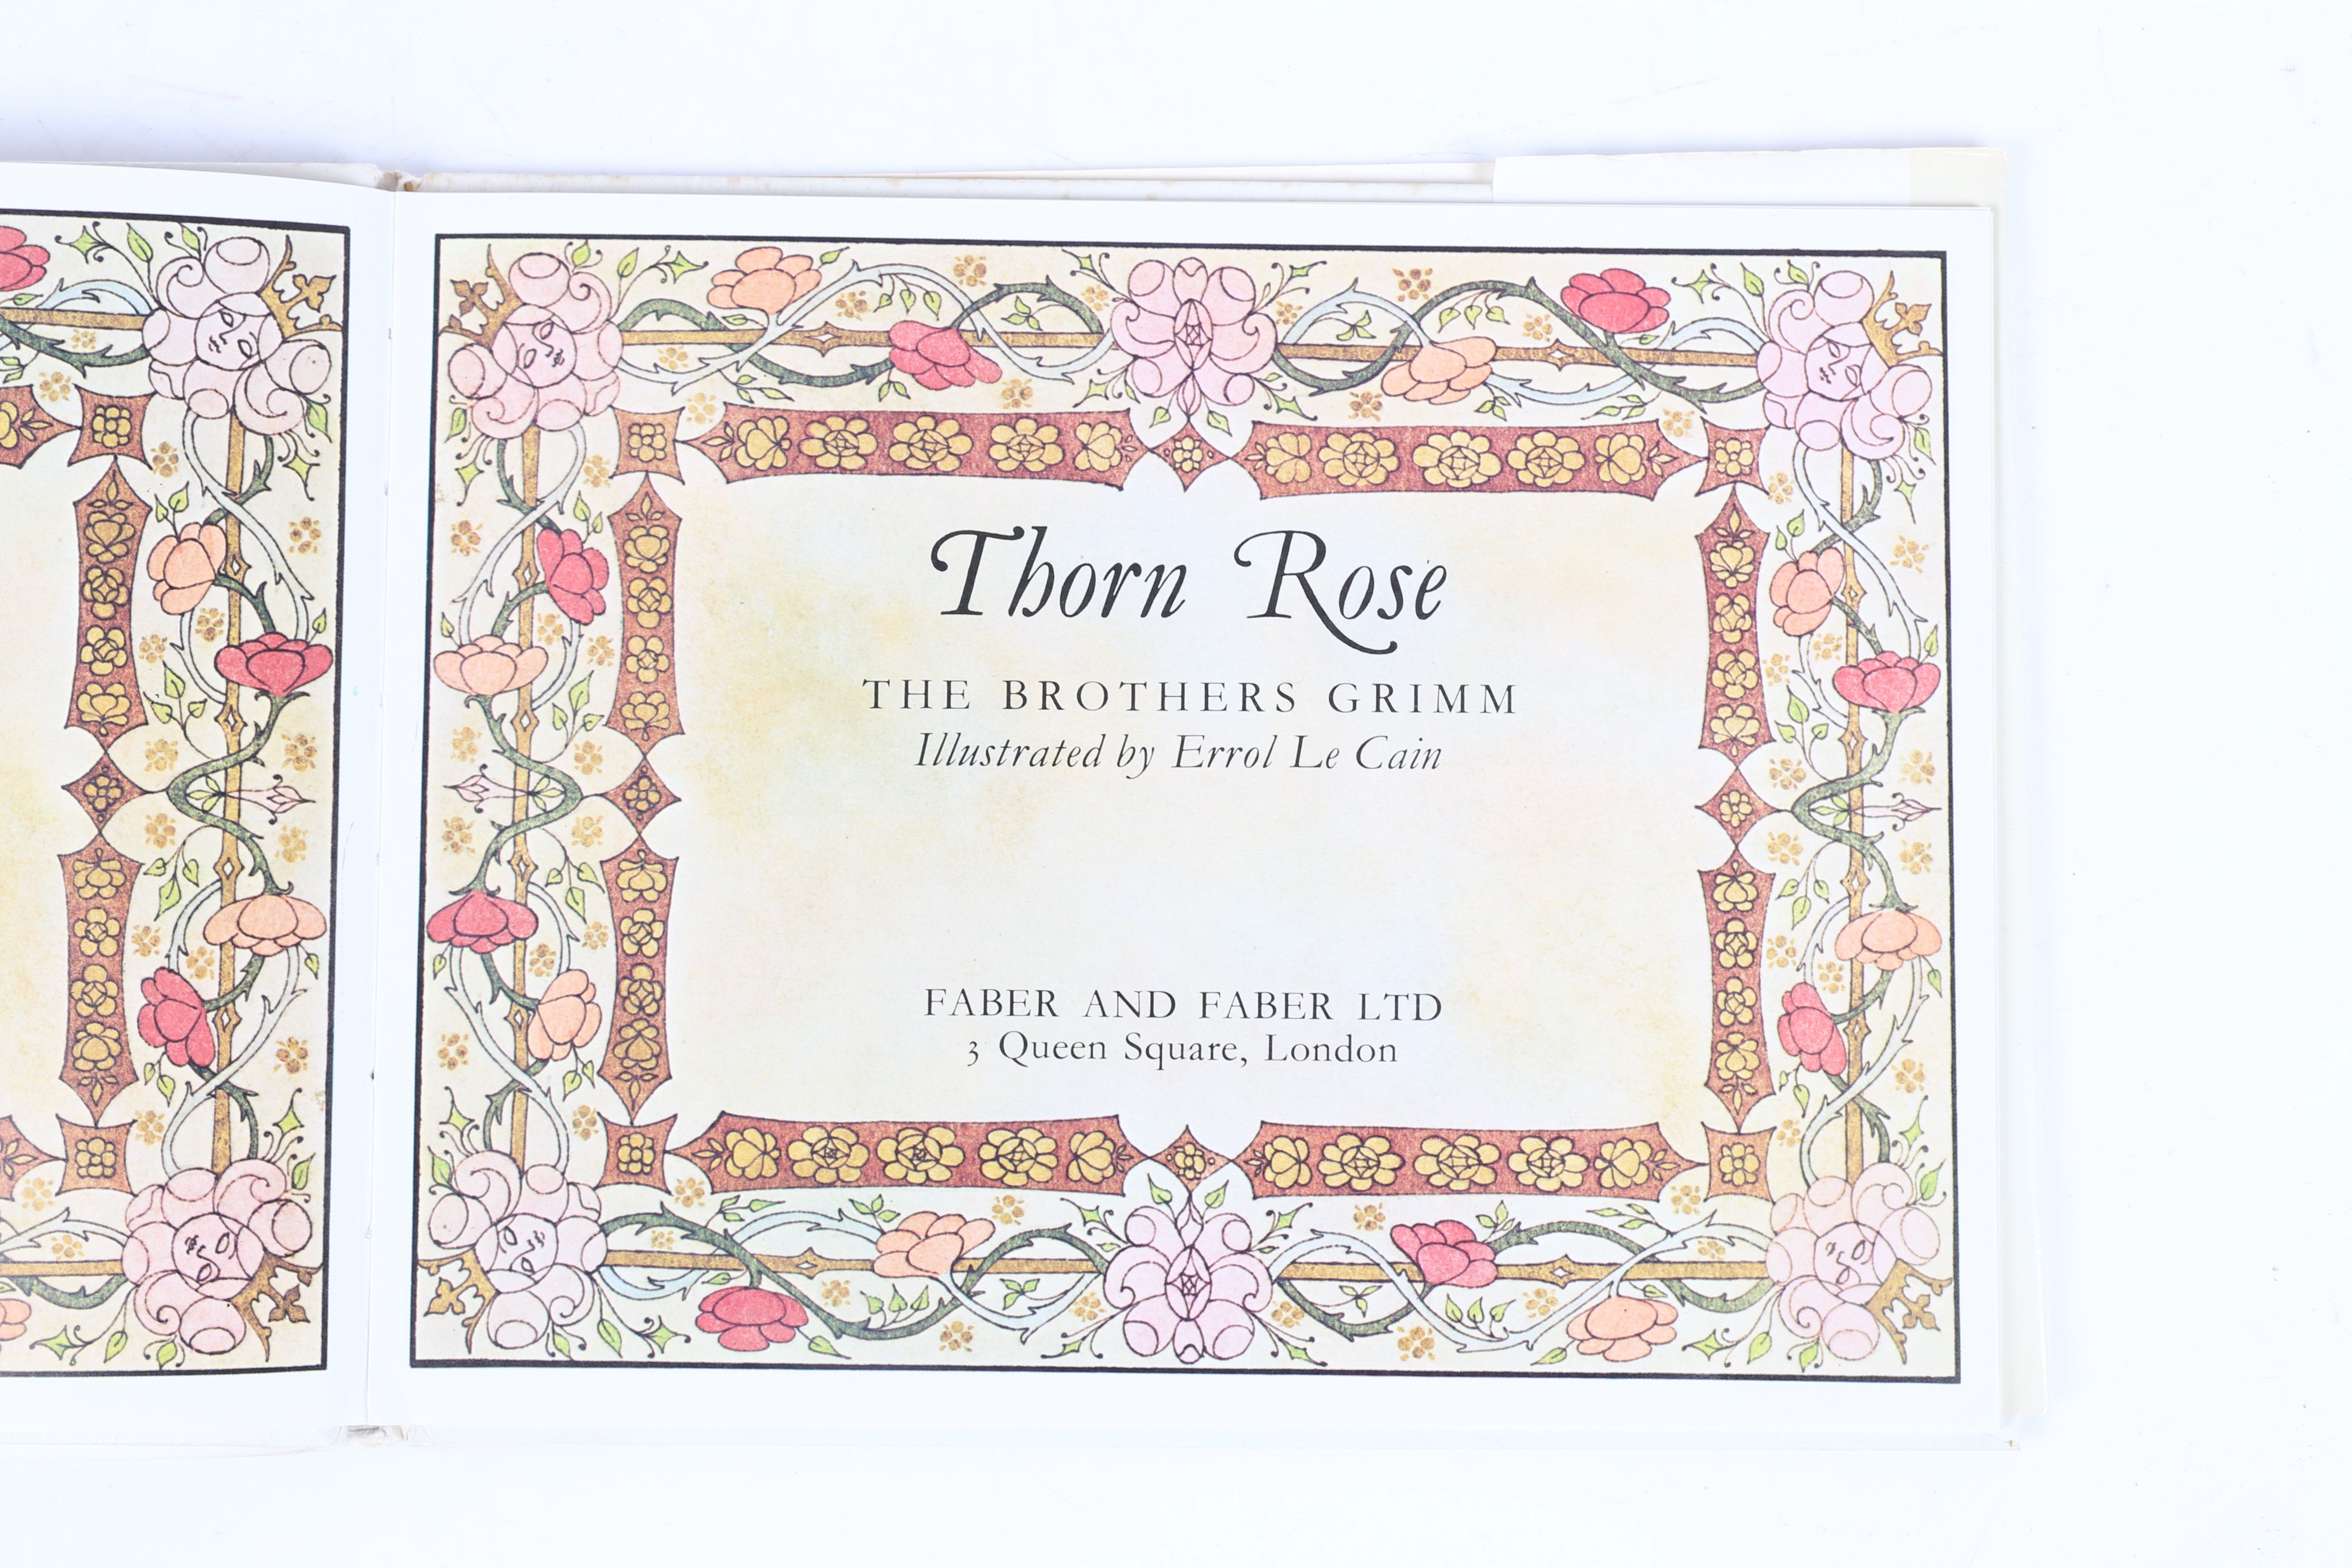 Thorn Rose
THE BROTHERS GRIMM
Illustrated by Errol Le Cain
FABER AND FABER LTD
3 Queen Square, London